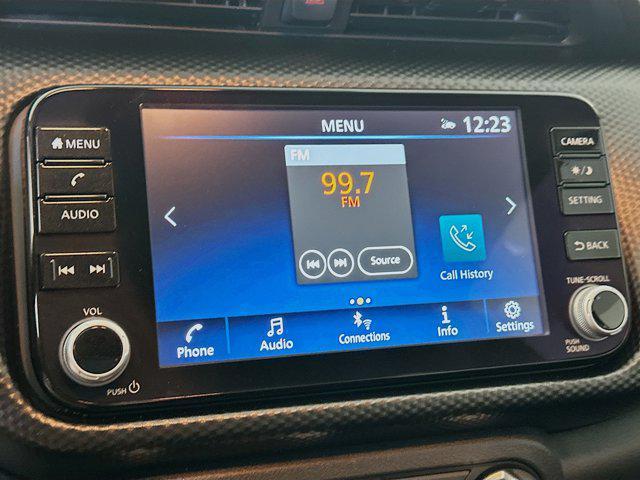 MENU
AUDIO
VOL
PUSH
MENU
12:23
FM
99.7
FM
Source
Call History
Phone
Audio
Connections
Info
Settings
CAMERA
SETTING
BACK
TUNE·SCROLL
PUSH
SOUND